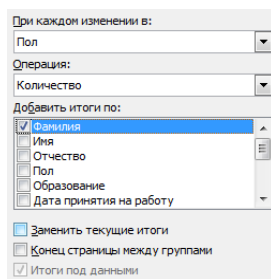 При каждом изменении в:
Пол
Операция:
Количество
Добавить итоги по:
Фамилия
Имя
Отчество
Пол
Образование
Дата принятия на работу
Заменить текущие итоги
Конец страницы между группами
Итоги под данными